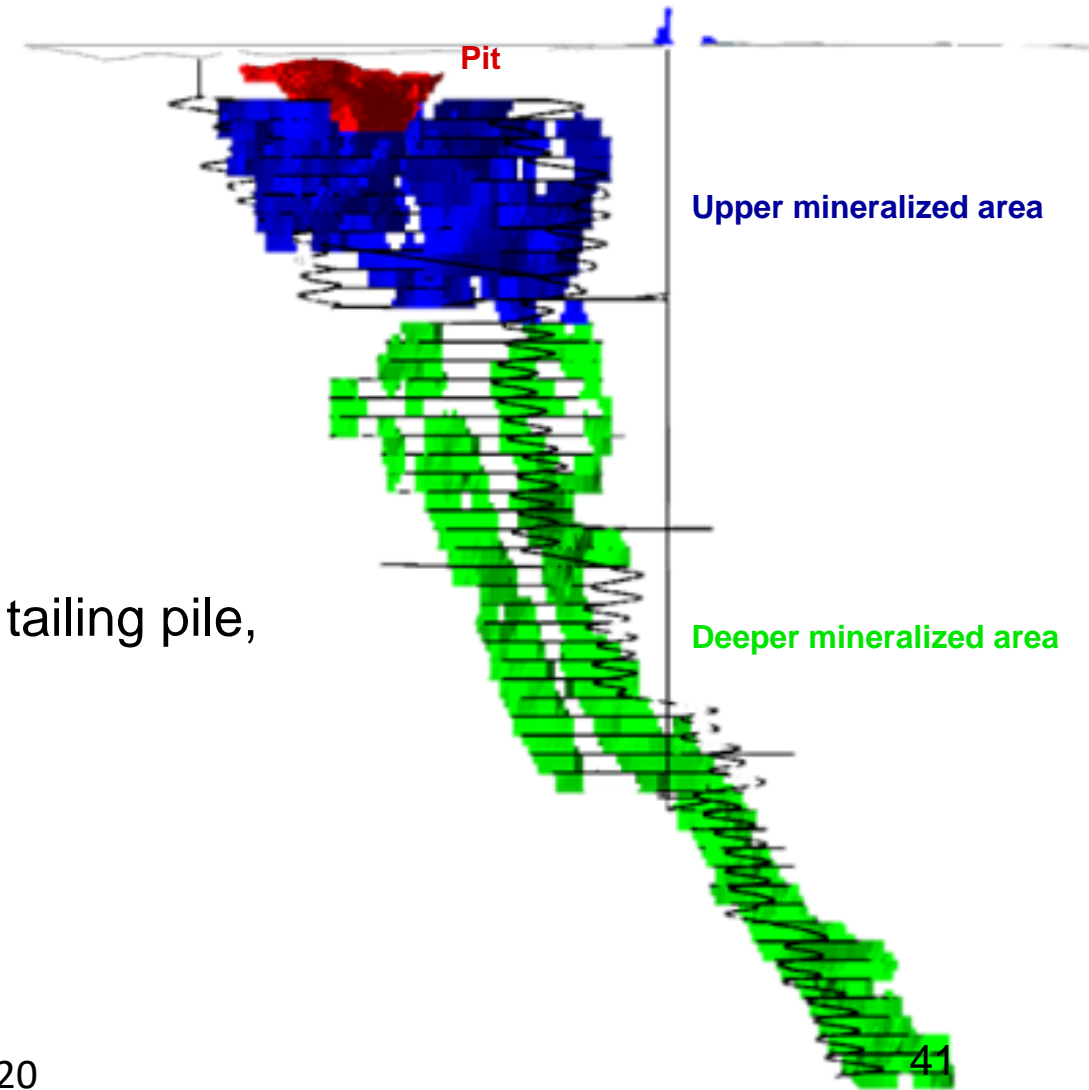 Pit
Upper mineralized area
tailing pile,
Deeper mineralized area
20
41